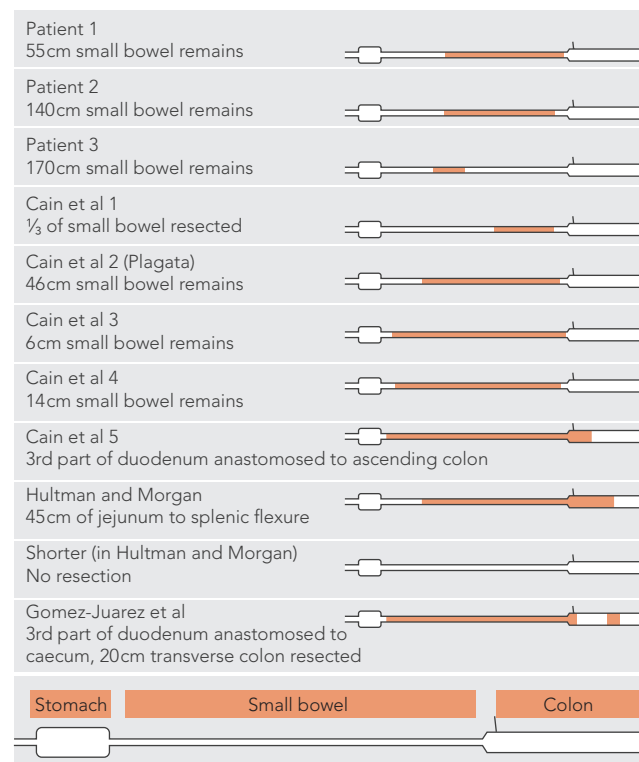 Patient 1
55cm small bowel remains
Patient 2
140cm small bowel remains
Patient 3
170cm small bowel remains
Cain et al 1
⅓ of small bowel resected
Cain et al 2 (Plagata)
46cm small bowel remains
Cain et al 3
6cm small bowel remains
Cain et al 4
14cm small bowel remains
Cain et al 5
3rd part of duodenum anastomosed to ascending colon
Hultman and Morgan
45cm of jejunum to splenic flexure
Shorter (in Hultman and Morgan)
No resection
Gomez-Juarez et al
3rd part of duodenum anastomosed to
caecum, 20cm transverse colon resected
Stomach Small bowel Colon